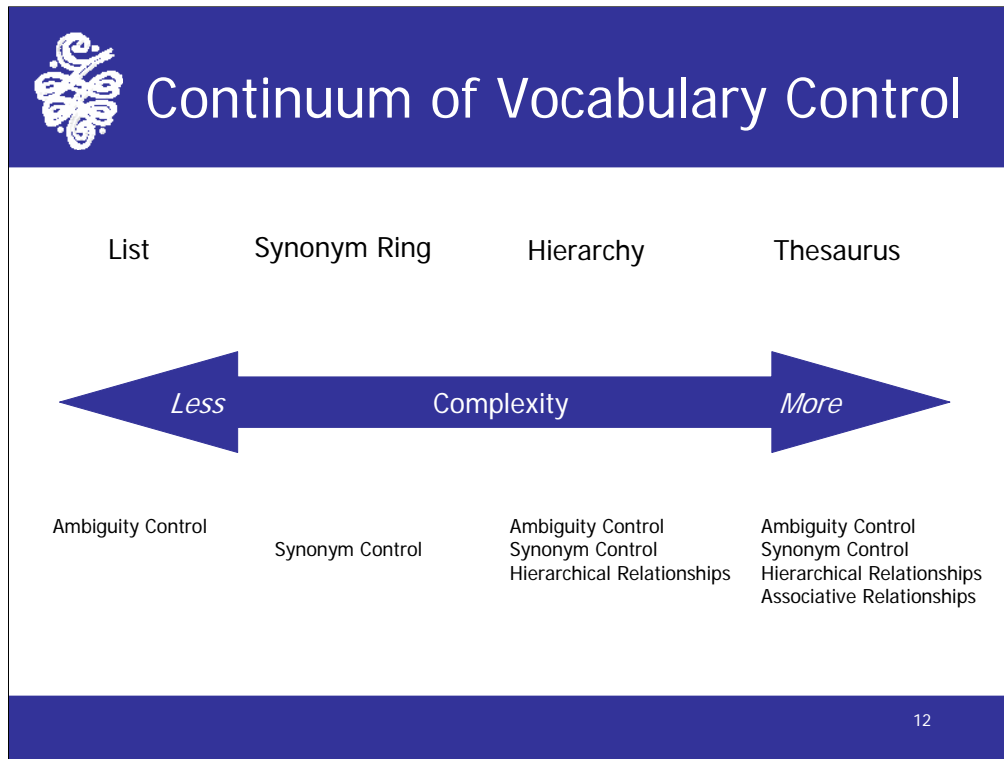 Continuum of Vocabulary Control
List
Synonym Ring
Hierarchy
Thesaurus
Less
Complexity
More
Ambiguity Control
Synonym Control
Ambiguity Control
Synonym Control
Hierarchical Relationships
Ambiguity Control
Synonym Control
Hierarchical Relationships
Associative Relationships
12